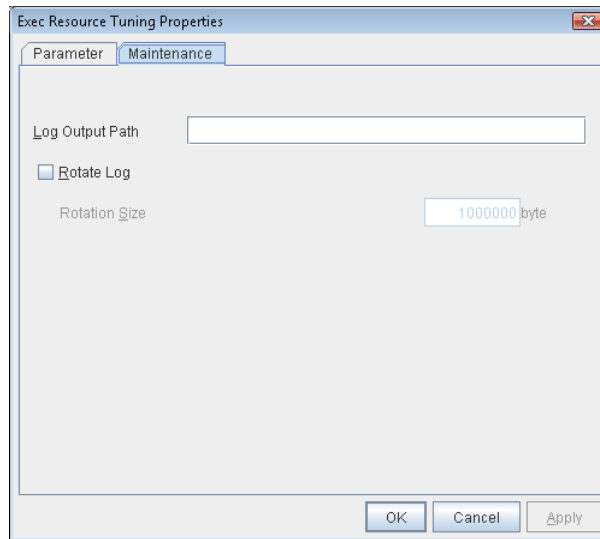 Exec Resource Tuning Properties
Parameter Maintenance
Log Output Path
Rotate Log
Rotation Size 1000000 byte
OK Cancel Apply